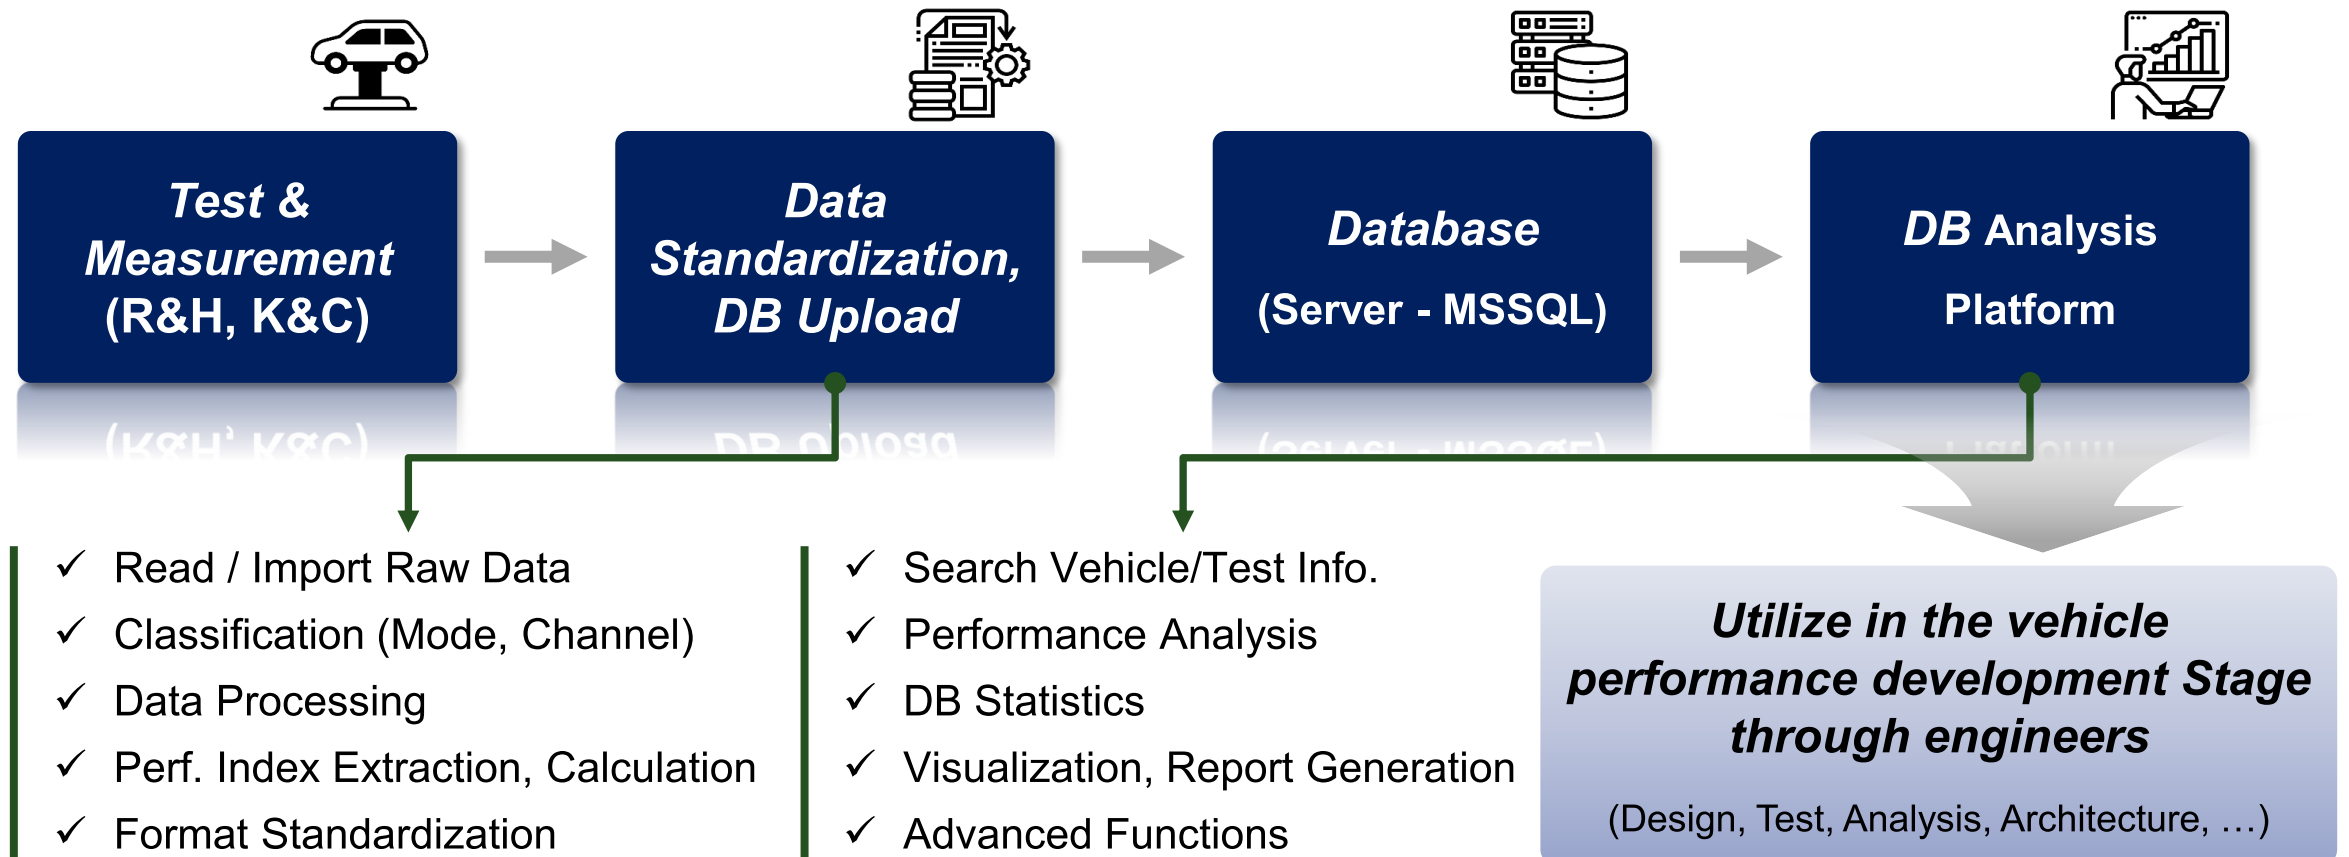 Test &
Measurement
(R&H, K&C)
Data
Standardization,
DB Upload
Database
(Server - MSSQL)
DB Analysis
Platform
✓ Read / Import Raw Data
✓ Classification (Mode, Channel)
✓ Data Processing
✓ Perf. Index Extraction, Calculation
✓ Format Standardization
✓ Search Vehicle/Test Info.
✓ Performance Analysis
✓ DB Statistics
✓ Visualization, Report Generation
✓ Advanced Functions
Utilize in the vehicle
performance development Stage
through engineers
(Design, Test, Analysis, Architecture, …)